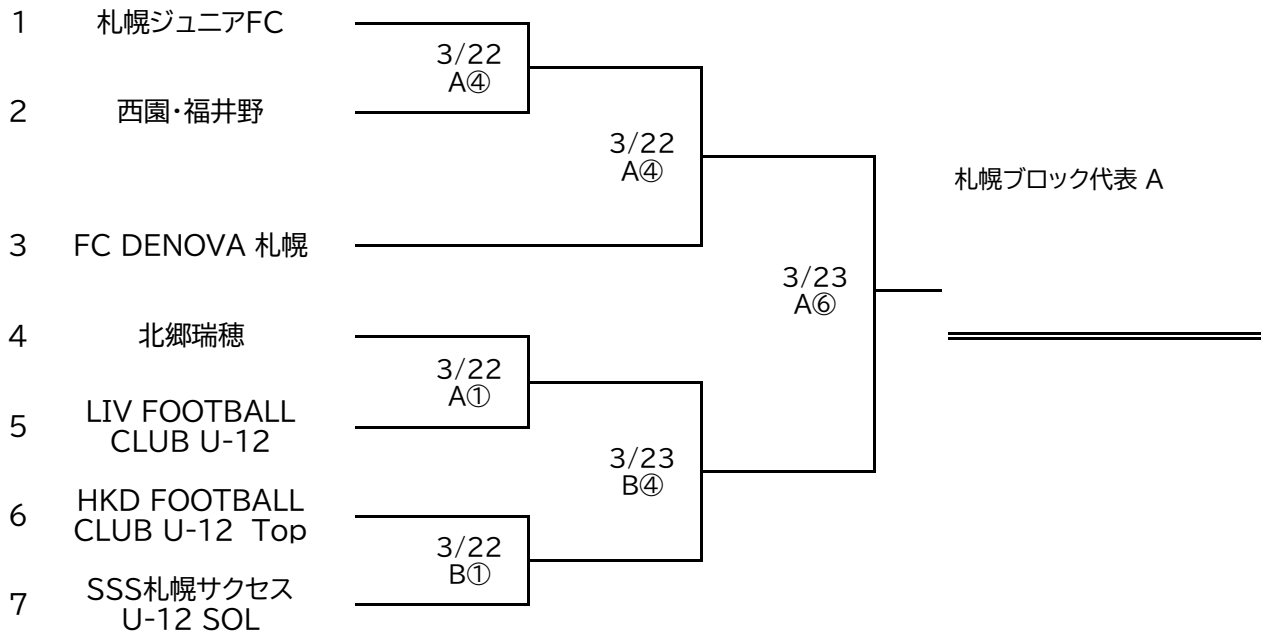 1 札幌ジュニアFC
3/22
A④
2 西園・福井野
3/22
A④
札幌ブロック代表 A
3 FC DENOVA 札幌
3/23
A⑥
4 北郷瑞穂
3/22
A①
5 LIV FOOTBALL
CLUB U-12
3/23
B④
6 HKD FOOTBALL
CLUB U-12 Top
3/22
B①
7 SSS札幌サクセス
U-12 SOL